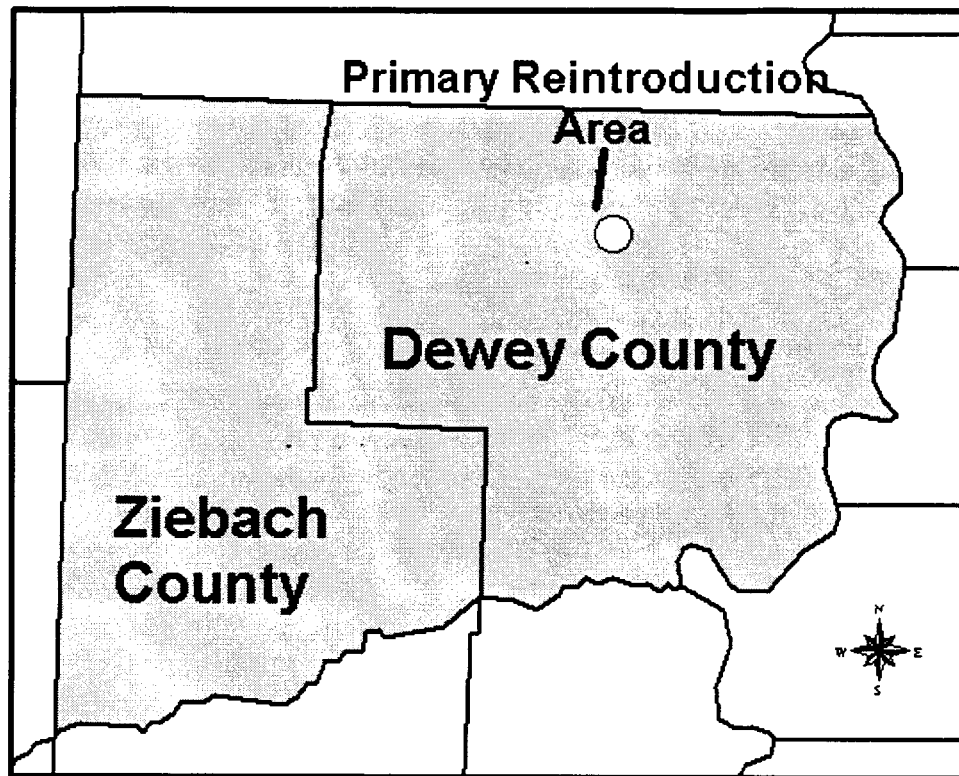 Primary Reintroduction
Area
Dewey County
Ziebach
County
N
W E
S